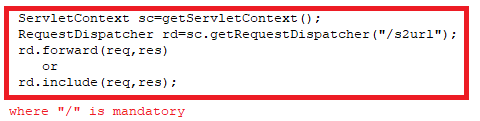 ServletContext sc=getServletContext();
RequestDispatcher rd=sc.getRequestDispatcher("/s2url");
rd.forward(req,res)
or
rd.include(req,res);
where "/" is mandatory